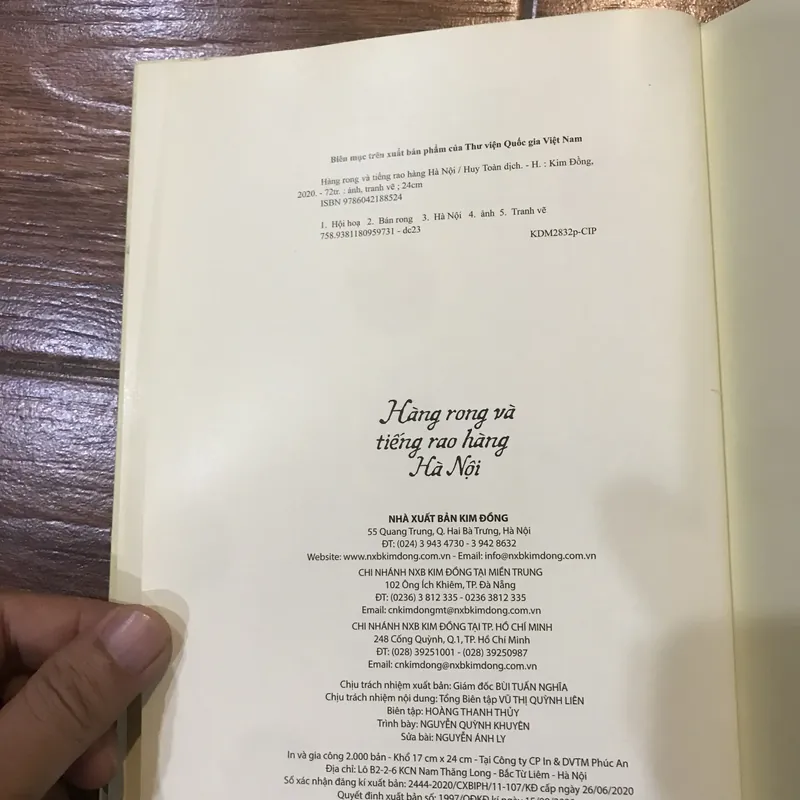 Biên mục trên xuất bản phẩm của Thư viện Quốc gia Việt Nam
Hàng rong và tiếng rao hàng Hà Nội / Huy Toàn dịch. - H. : Kim Đồng,
2020. - 72tr. : ảnh, tranh vẽ ; 24cm
ISBN 9786042188524
1. Hội hoạ 2. Bán rong 3. Hà Nội 4. ảnh 5. Tranh vẽ
758.9381180959731 - dc23
KDM2832p-CIP
Hàng rong và
tiếng rao hàng
Hà Nội
NHÀ XUẤT BẢN KIM ĐỒNG
55 Quang Trung, Q. Hai Bà Trưng, Hà Nội
ĐT: (024) 3 943 4730 - 3 942 8632
Website: www.nxbkimdong.com.vn - Email: info@nxbkimdong.com.vn
CHI NHÁNH NXB KIM ĐỒNG TẠI MIỀN TRUNG
102 Ông Ích Khiêm, TP. Đà Nẵng
ĐT: (0236) 3 812 335 - 0236 3812 335
Email: cnkimdongmt@nxbkimdong.com.vn
CHI NHÁNH NXB KIM ĐỒNG TẠI TP. HỒ CHÍ MINH
248 Cống Quỳnh, Q.1, TP. Hồ Chí Minh
ĐT: (028) 39251001 - (028) 39250987
Email: cnkimdong@nxbkimdong.com.vn
Chịu trách nhiệm xuất bản: Giám đốc BÙI TUẤN NGHĨA
Chịu trách nhiệm nội dung: Tổng Biên tập VŨ THỊ QUỲNH LIÊN
Biên tập: HOÀNG THANH THỦY
Trình bày: NGUYỄN QUỲNH KHUYÊN
Sửa bài: NGUYỄN ÁNH LY
In và gia công 2.000 bản - Khổ 17 cm x 24 cm - Tại Công ty CP In & DVTM Phúc An
Địa chỉ: Lô B2-2-6 KCN Nam Thăng Long - Bắc Từ Liêm - Hà Nội
Số xác nhận đăng kí xuất bản: 2444-2020/CXBIPH/11-107/KĐ cấp ngày 26/06/2020
Quyết định xuất bản số: 1997/QĐKĐ kí ngày